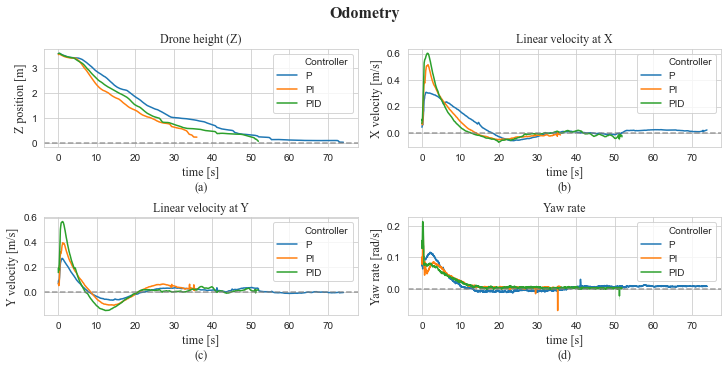 Odometry
Drone height (Z)
Z position [m]
3
2
1
0
Controller
P
PI
PID
0 10 20 30 40 50 60 70
time [s]
(a)
Linear velocity at X
X velocity [m/s]
0.6
0.4
0.2
0.0
Controller
P
PI
PID
0 10 20 30 40 50 60 70
time [s]
(b)
Linear velocity at Y
Y velocity [m/s]
0.6
0.4
0.2
0.0
Controller
P
PI
PID
0 10 20 30 40 50 60 70
time [s]
(c)
Yaw rate
Yaw rate [rad/s]
0.2
0.1
0.0
Controller
P
PI
PID
0 10 20 30 40 50 60 70
time [s]
(d)